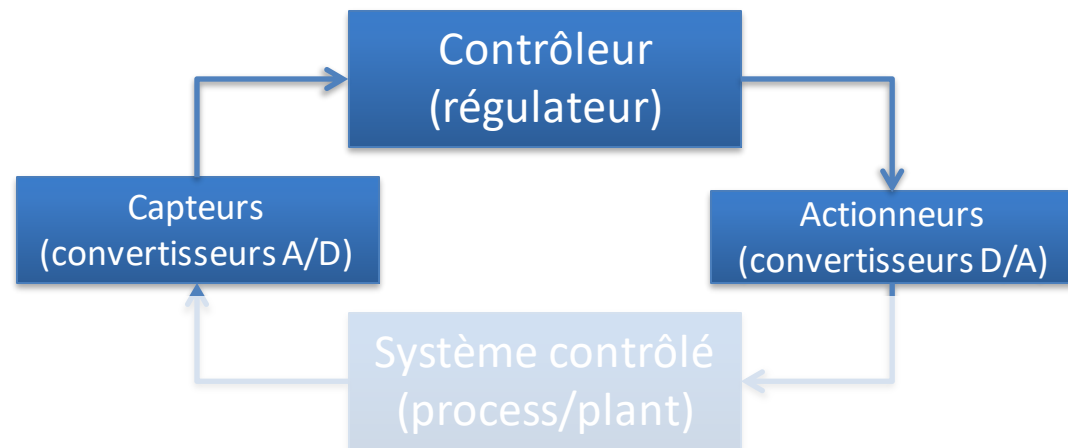 Contrôleur
(régulateur)
Capteurs
(convertisseurs A/D)
Actionneurs
(convertisseurs D/A)
Système contrôlé
(process/plant)